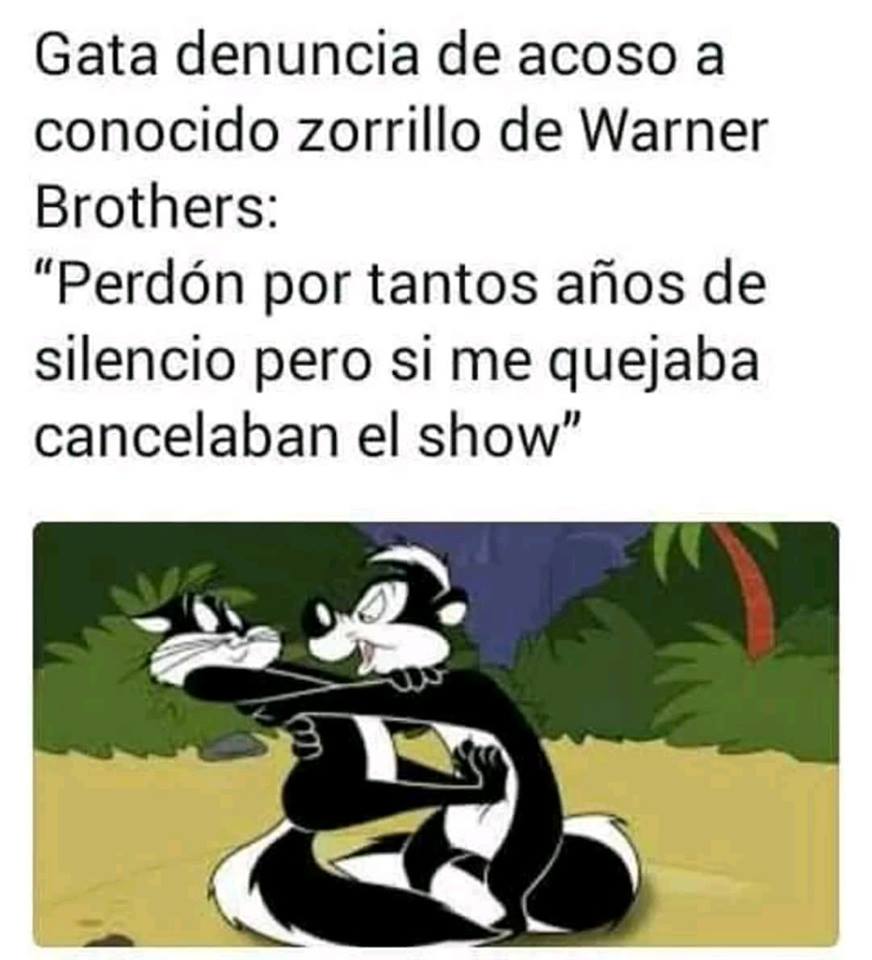 Gata denuncia de acoso a
conocido zorrillo de Warner
Brothers:
“Perdón por tantos años de
silencio pero si me quejaba
cancelaban el show”